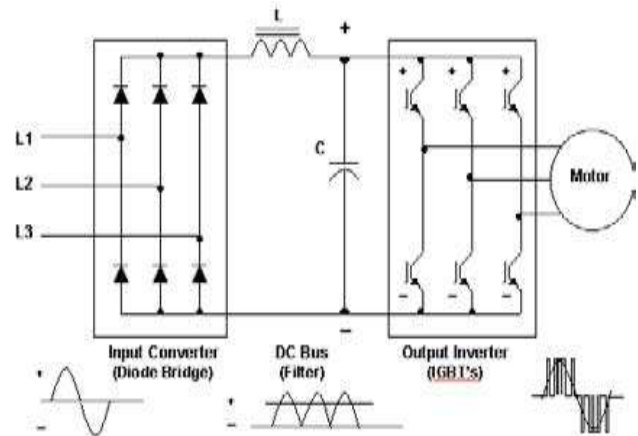 L
+
+ + +
L1
C
L2
Motor
L3
− − −
−
Input Converter
(Diode Bridge)
DC Bus
(Filter)
Output Inverter
(IGBT's)
+
−
+
−